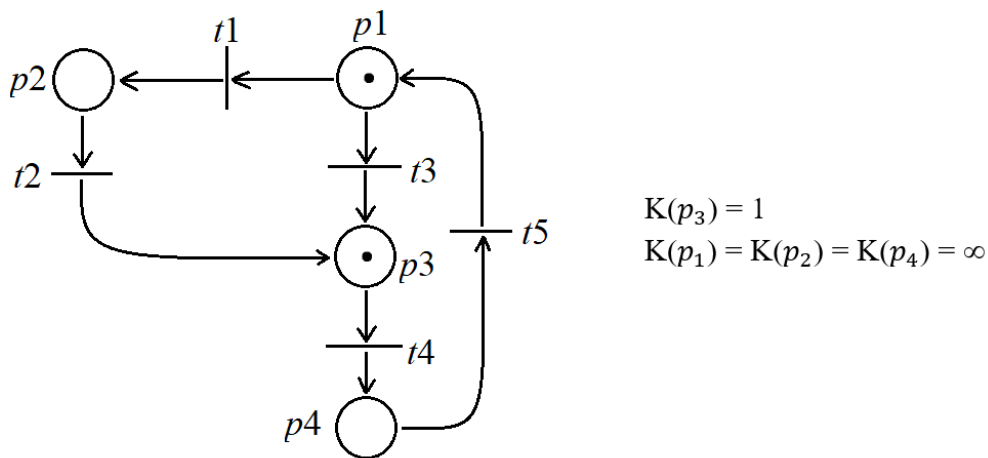 t1
p1
p2
t2
t3
t5
p3
t4
p4
K(p₃) = 1
K(p₁) = K(p₂) = K(p₄) = ∞